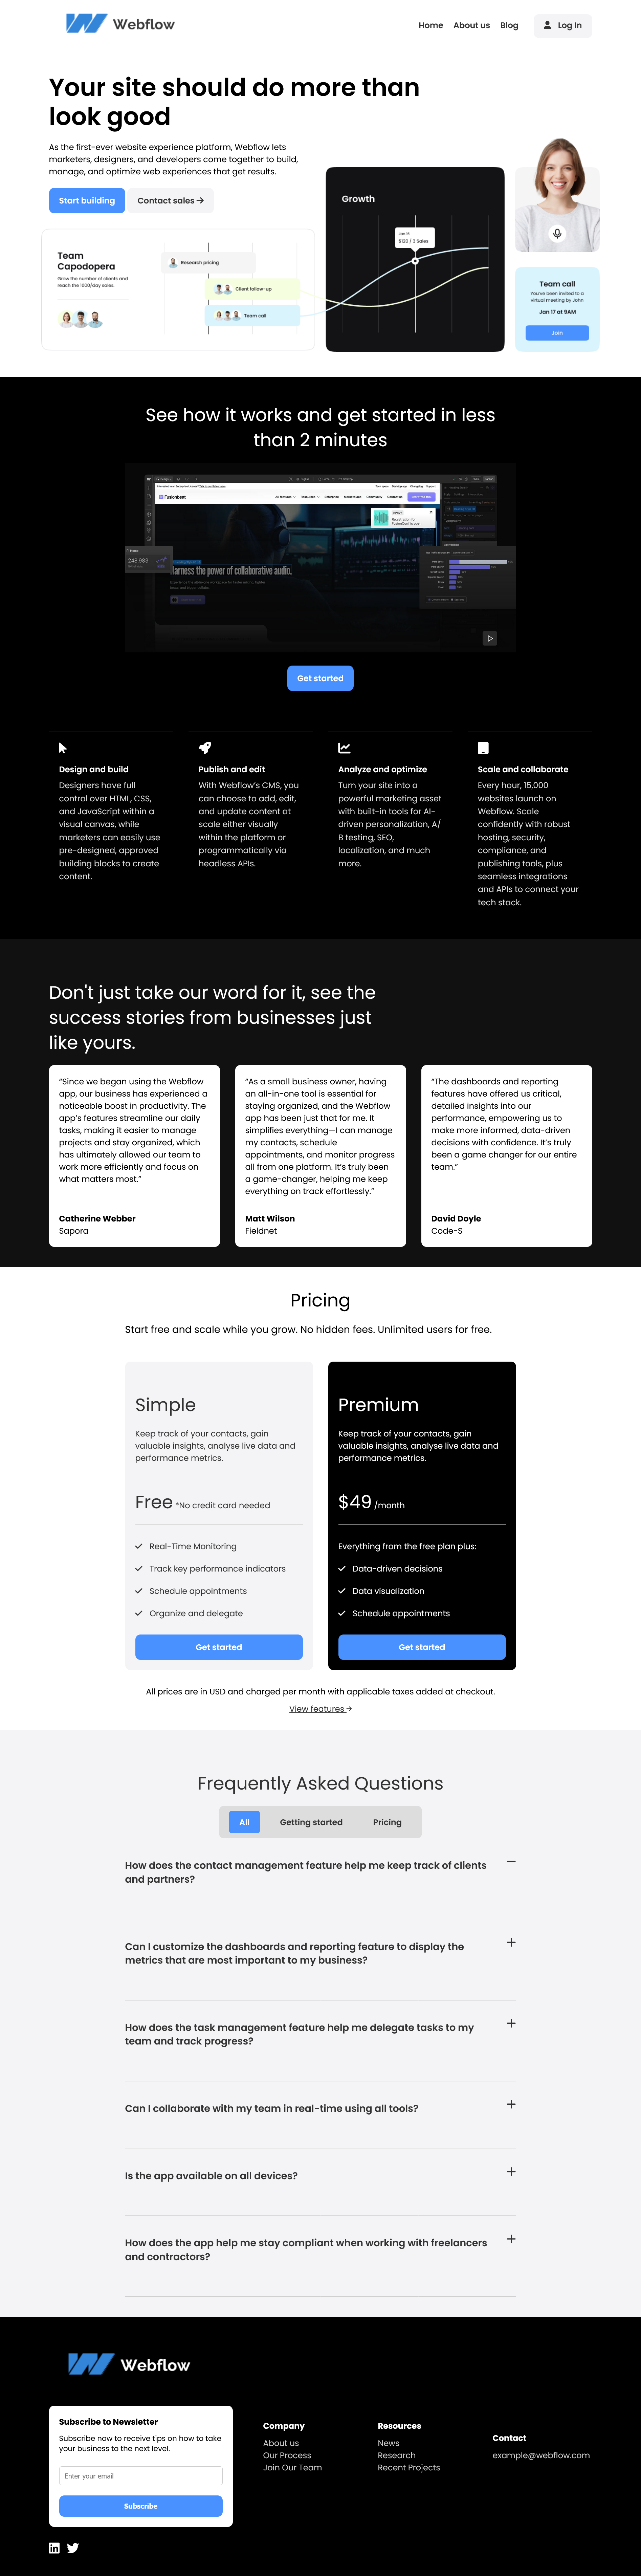 Webflow
Home
About us
Blog
Log In
Your site should do more than
look good
As the first-ever website experience platform, Webflow lets
marketers, designers, and developers come together to build,
manage, and optimize web experiences that get results.
Start building
Contact sales →
Growth
Jan 16
$120 / 3 Sales
Team
Capodopera
Grow the number of clients and
reach the 1000/day sales.
Research pricing
Client follow-up
Team call
Team call
You've been invited to a
virtual meeting by John
Jan 17 at 9AM
Join
See how it works and get started in less
than 2 minutes
Fusionbeat
248,983
harness the power of collaborative audio.
Get started
Design and build
Designers have full
control over HTML, CSS,
and JavaScript within a
visual canvas, while
marketers can easily use
pre-designed, approved
building blocks to create
content.
Publish and edit
With Webflow's CMS, you
can choose to add, edit,
and update content at
scale either visually
within the platform or
programmatically via
headless APIs.
Analyze and optimize
Turn your site into a
powerful marketing asset
with built-in tools for AI-
driven personalization, A/
B testing, SEO,
localization, and much
more.
Scale and collaborate
Every hour, 15,000
websites launch on
Webflow. Scale
confidently with robust
hosting, security,
compliance, and
publishing tools, plus
seamless integrations
and APIs to connect your
tech stack.
Don't just take our word for it, see the
success stories from businesses just
like yours.
“Since we began using the Webflow
app, our business has experienced a
noticeable boost in productivity. The
app’s features streamline our daily
tasks, making it easier to manage
projects and stay organized, which
has ultimately allowed our team to
work more efficiently and focus on
what matters most.”
Catherine Webber
Sapora
“As a small business owner, having
an all-in-one tool is essential for
staying organized, and the Webflow
app has been just that for me. It
simplifies everything—I can manage
my contacts, schedule
appointments, and monitor progress
all from one platform. It’s truly been
a game-changer, helping me keep
everything on track effortlessly.”
Matt Wilson
Fieldnet
“The dashboards and reporting
features have offered us critical,
detailed insights into our
performance, empowering us to
make more informed, data-driven
decisions with confidence. It’s truly
been a game changer for our entire
team.”
David Doyle
Code-S
Pricing
Start free and scale while you grow. No hidden fees. Unlimited users for free.
Simple
Keep track of your contacts, gain
valuable insights, analyse live data and
performance metrics.
Free *No credit card needed
Real-Time Monitoring
Track key performance indicators
Schedule appointments
Organize and delegate
Get started
Premium
Keep track of your contacts, gain
valuable insights, analyse live data and
performance metrics.
$49 /month
Everything from the free plan plus:
Data-driven decisions
Data visualization
Schedule appointments
Get started
All prices are in USD and charged per month with applicable taxes added at checkout.
View features →
Frequently Asked Questions
All
Getting started
Pricing
How does the contact management feature help me keep track of clients
and partners?
Can I customize the dashboards and reporting feature to display the
metrics that are most important to my business?
How does the task management feature help me delegate tasks to my
team and track progress?
Can I collaborate with my team in real-time using all tools?
Is the app available on all devices?
How does the app help me stay compliant when working with freelancers
and contractors?
Webflow
Subscribe to Newsletter
Subscribe now to receive tips on how to take
your business to the next level.
Enter your email
Subscribe
Company
About us
Our Process
Join Our Team
Resources
News
Research
Recent Projects
Contact
example@webflow.com